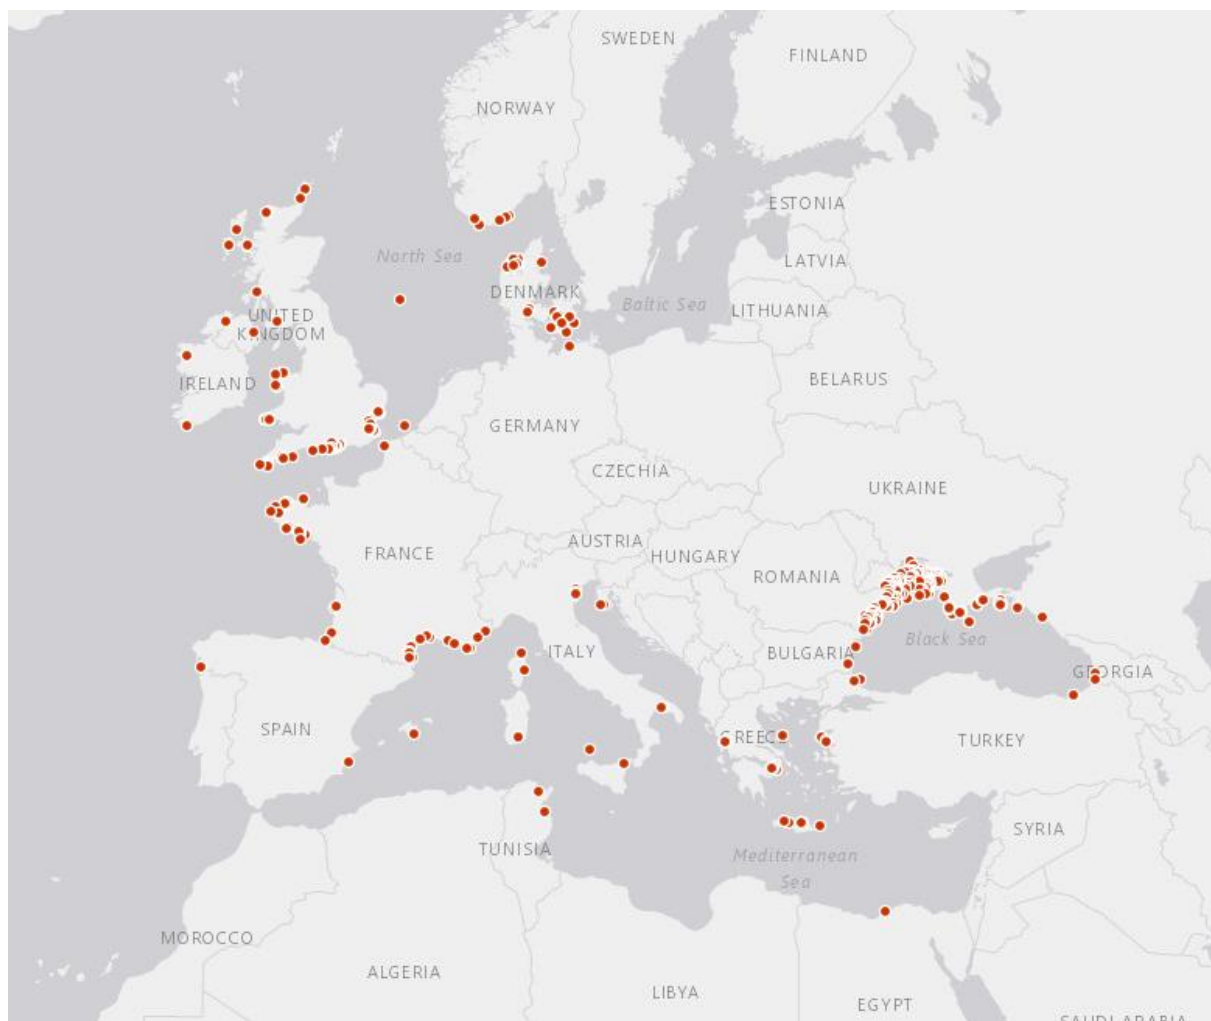 SWEDEN
FINLAND
NORWAY
ESTONIA
North Sea
LATVIA
DENMARK
Baltic Sea
LITHUANIA
UNITED
KINGDOM
IRELAND
BELARUS
GERMANY
CZECHIA
UKRAINE
FRANCE
AUSTRIA
HUNGARY
ROMANIA
Black Sea
ITALY
BULGARIA
GEORGIA
SPAIN
GREECE
TURKEY
SYRIA
TUNISIA
Mediterranean
Sea
MOROCCO
ALGERIA
LIBYA
EGYPT
SAUDI ARABIA